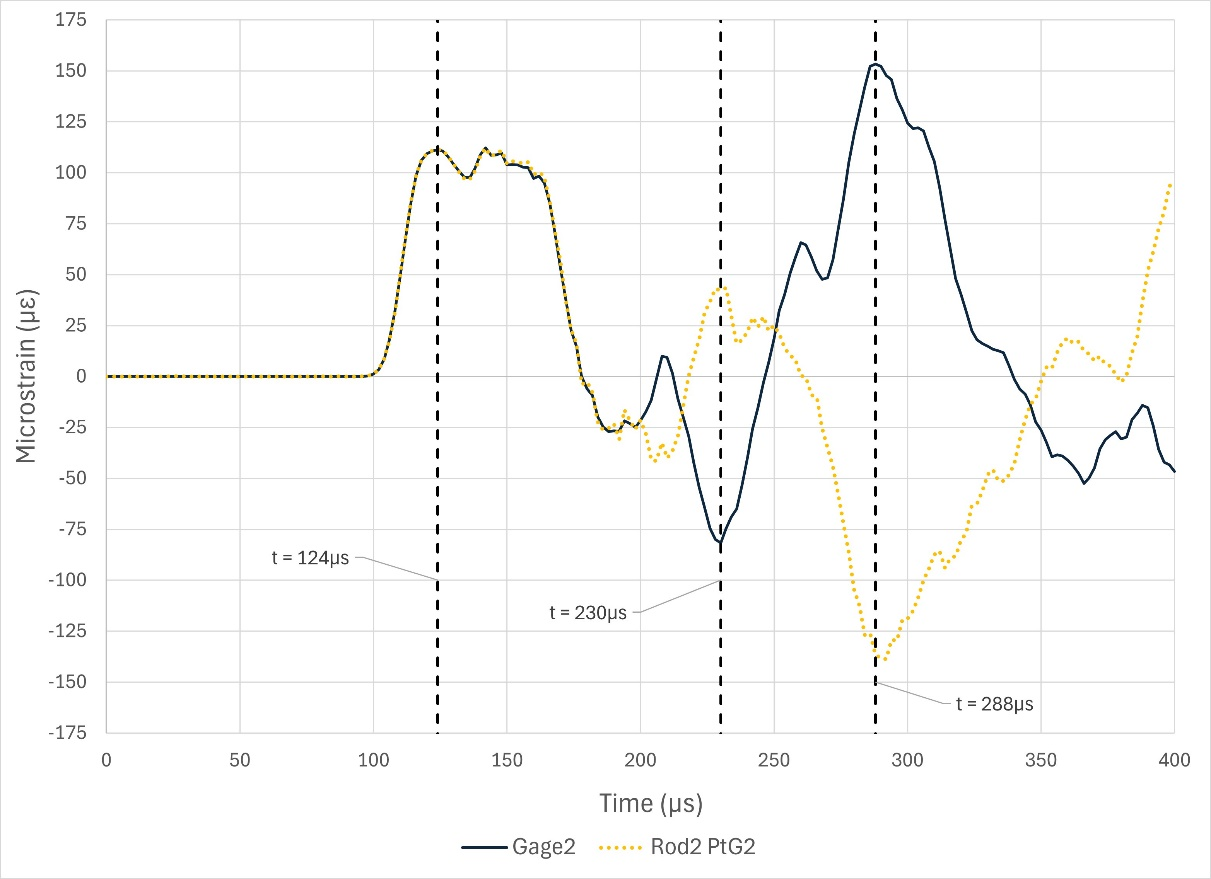 175
150
125
100
75
50
25
0
-25
-50
-75
-100
-125
-150
-175
Microstrain (µε)
t = 124µs
t = 230µs
t = 288µs
0 50 100 150 200 250 300 350 400
Time (µs)
Gage2 Rod2 PtG2